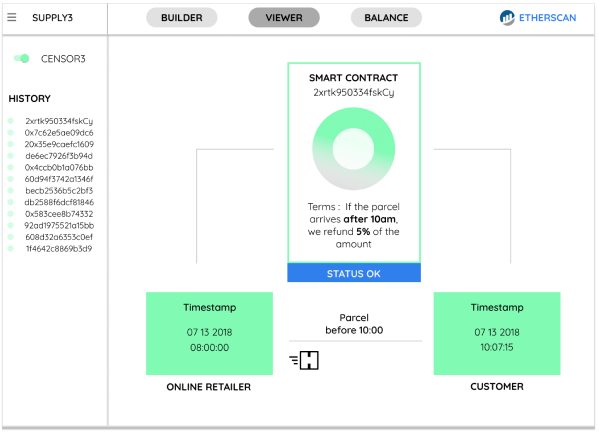 SUPPLY3
BUILDER
VIEWER
BALANCE
ETHERSCAN
CENSOR3
HISTORY
2xrtk950334fskCy
0x7c62e5ae09dc6
20x35e9caefc1609
de6ec7926f3b94d
0x4ccb0b1a076bb
60d94f3742a1346f
becb2536b5c2bf3
db2588f6dcf81846
0x583cee8b74332
92ad1975521a15bb
608d32a6353c0ef
1f4642c8869b3d9
SMART CONTRACT
2xrtk950334fskCy
Terms : If the parcel
arrives after 10am,
we refund 5% of the
amount
STATUS OK
Timestamp
07 13 2018
08:00:00
ONLINE RETAILER
Parcel
before 10:00
Timestamp
07 13 2018
10:07:15
CUSTOMER